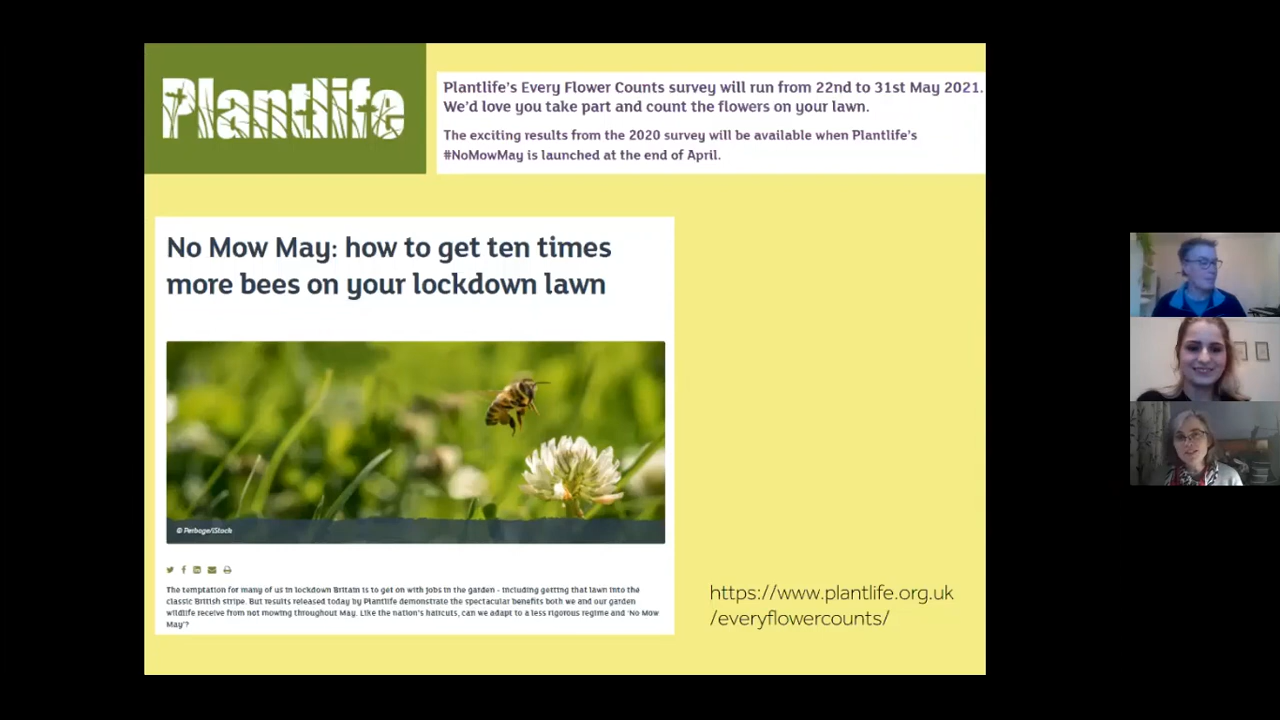 Plantlife
Plantlife's Every Flower Counts survey will run from 22nd to 31st May 2021.
We'd love you take part and count the flowers on your lawn.
The exciting results from the 2020 survey will be available when Plantlife's
#NoMowMay is launched at the end of April.
No Mow May: how to get ten times
more bees on your lockdown lawn
© Perboge/iStock
The temptation for many of us in lockdown Britain is to get on with jobs in the garden - including getting that lawn into the
classic British stripe. But results released today by Plantlife demonstrate the spectacular benefits both we and our garden
wildlife receive from not mowing throughout May. Like the nation's haircuts, can we adapt to a less rigorous regime and 'No Mow
May'?
https://www.plantlife.org.uk
/everyflowercounts/